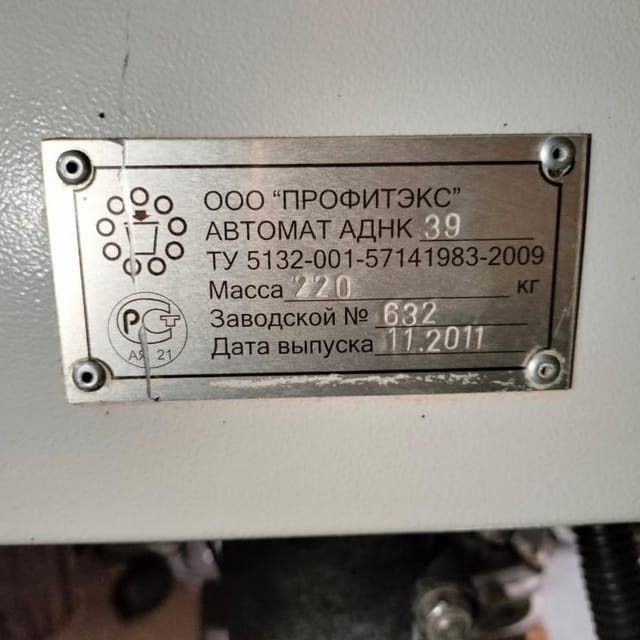 ООО "ПРОФИТЭКС"
АВТОМАТ АДНК 39
ТУ 5132-001-57141983-2009
Масса 220 кг
Заводской № 632
Дата выпуска 11.2011
РСТ
АЯ 21